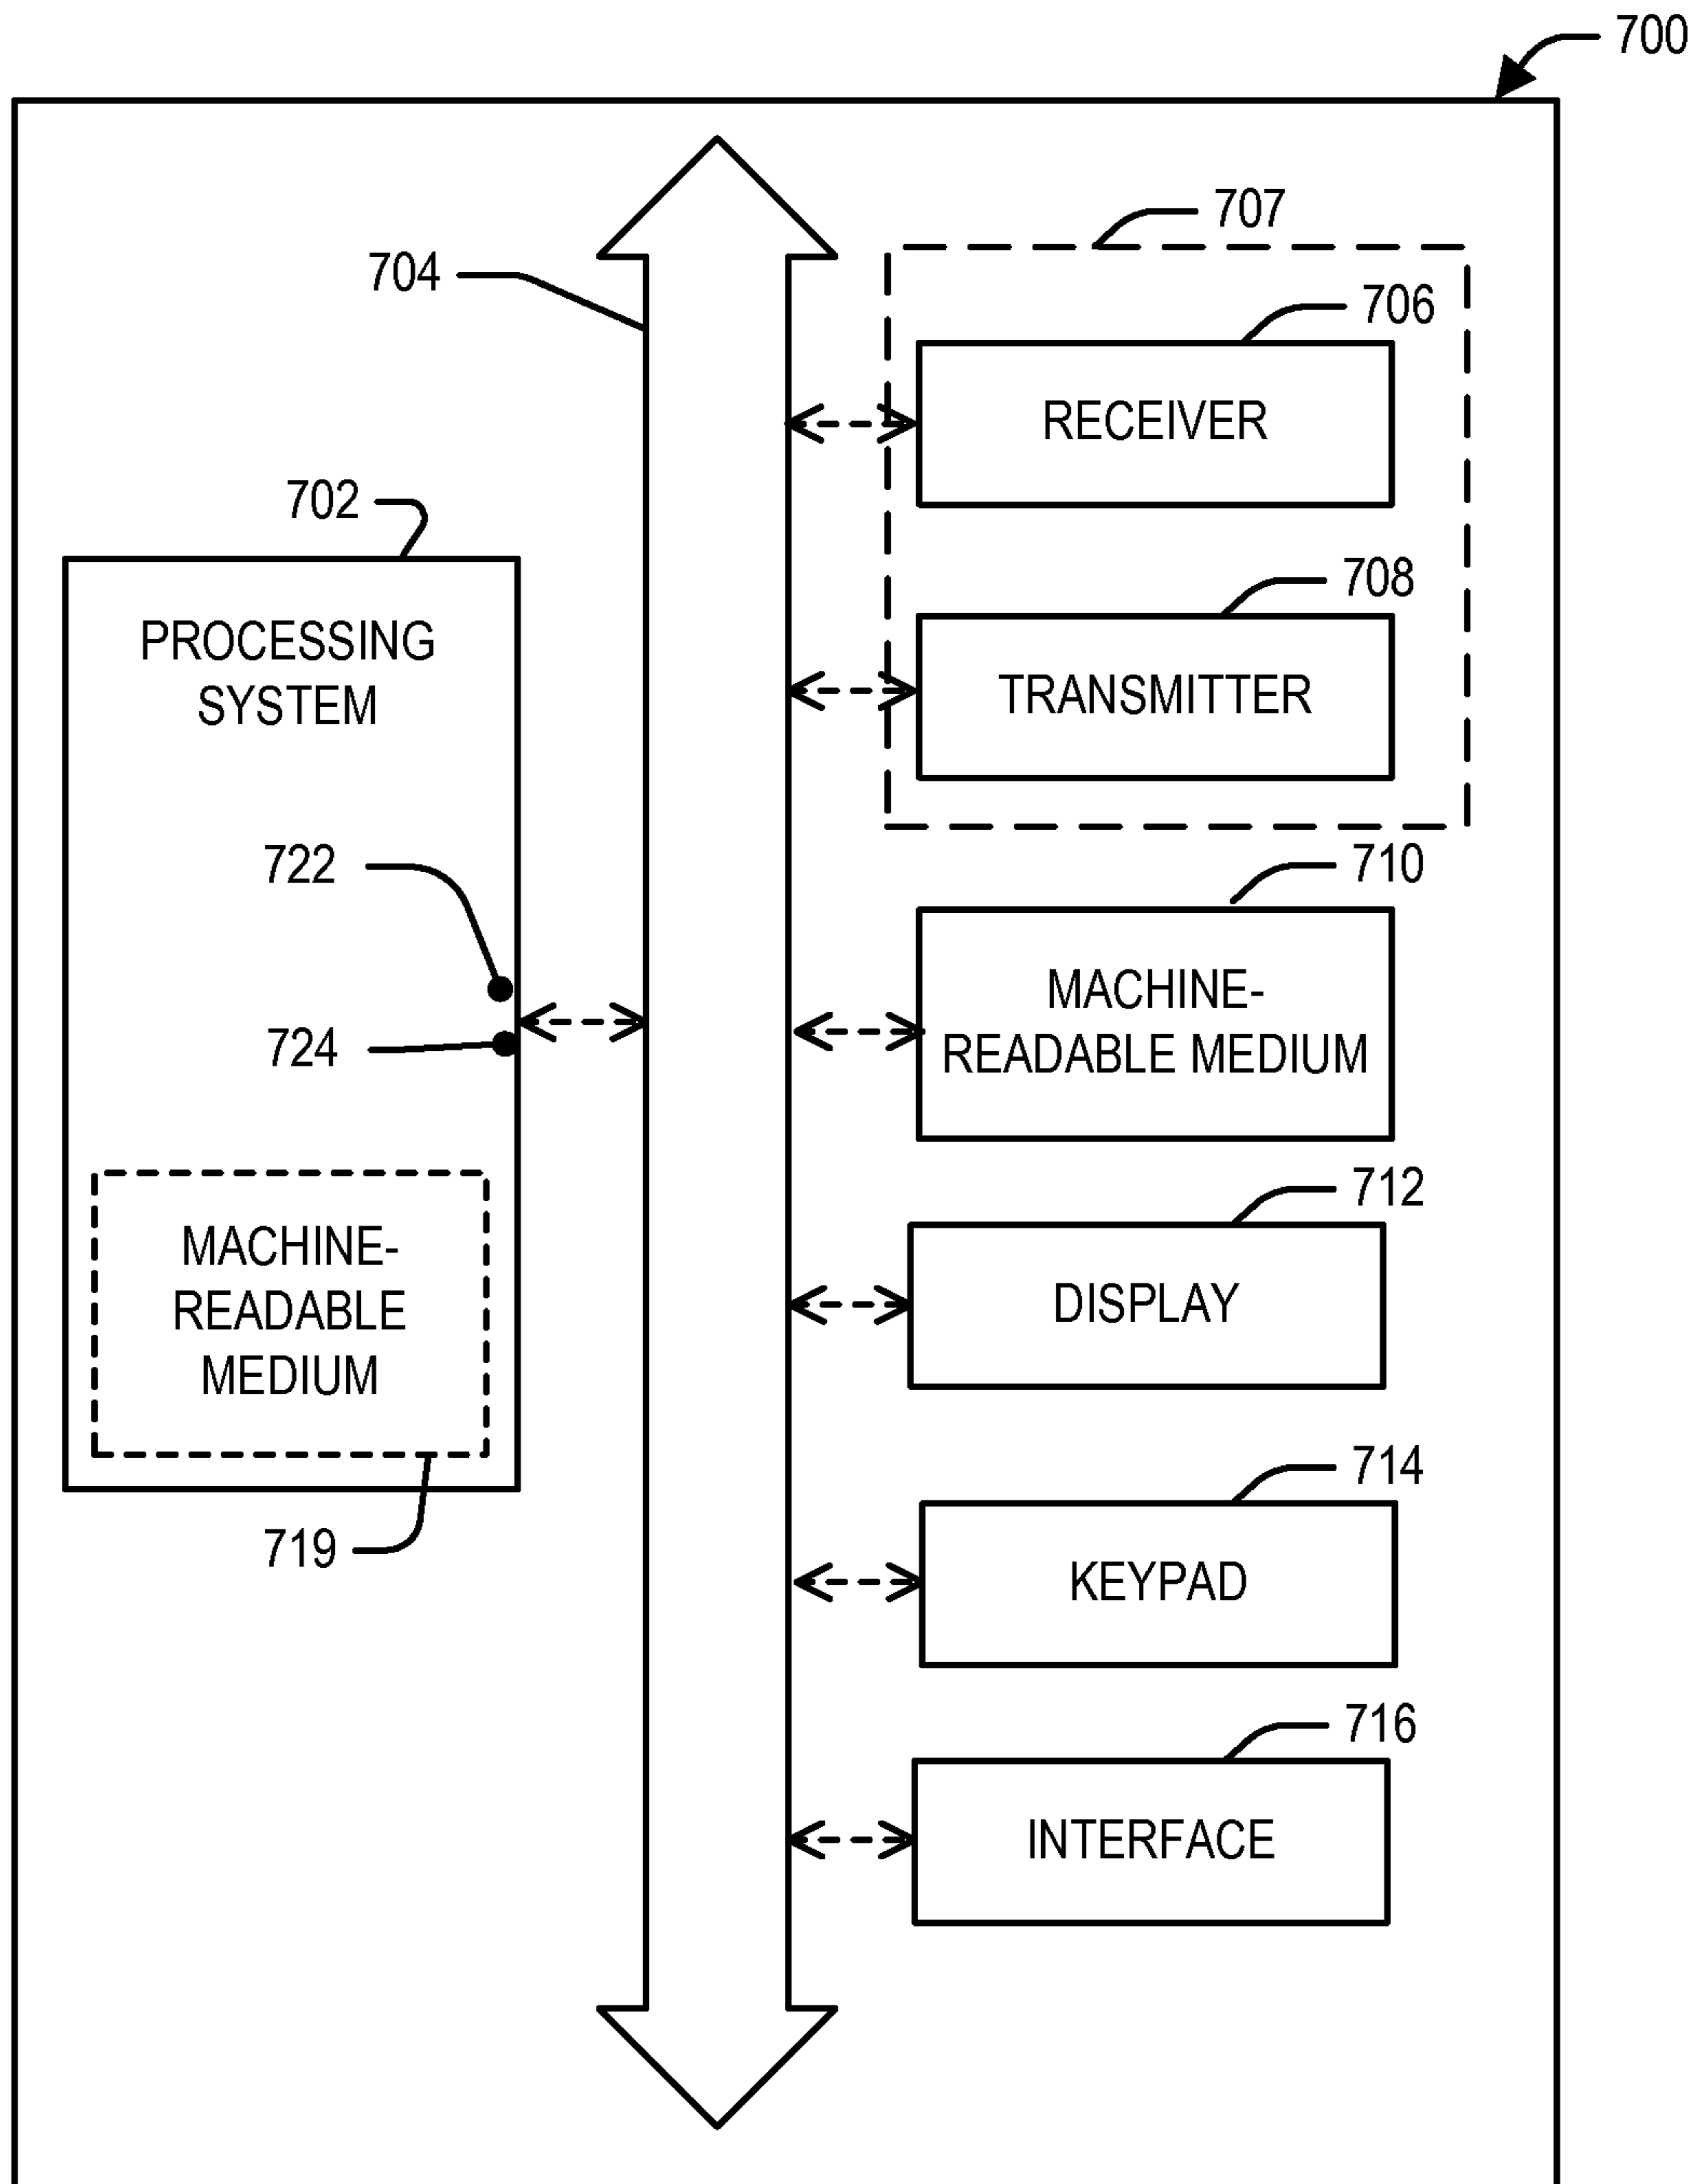 700
707
704
706
RECEIVER
702
708
PROCESSING
SYSTEM
TRANSMITTER
722
710
MACHINE-
READABLE MEDIUM
724
712
MACHINE-
READABLE
MEDIUM
DISPLAY
719
714
KEYPAD
716
INTERFACE